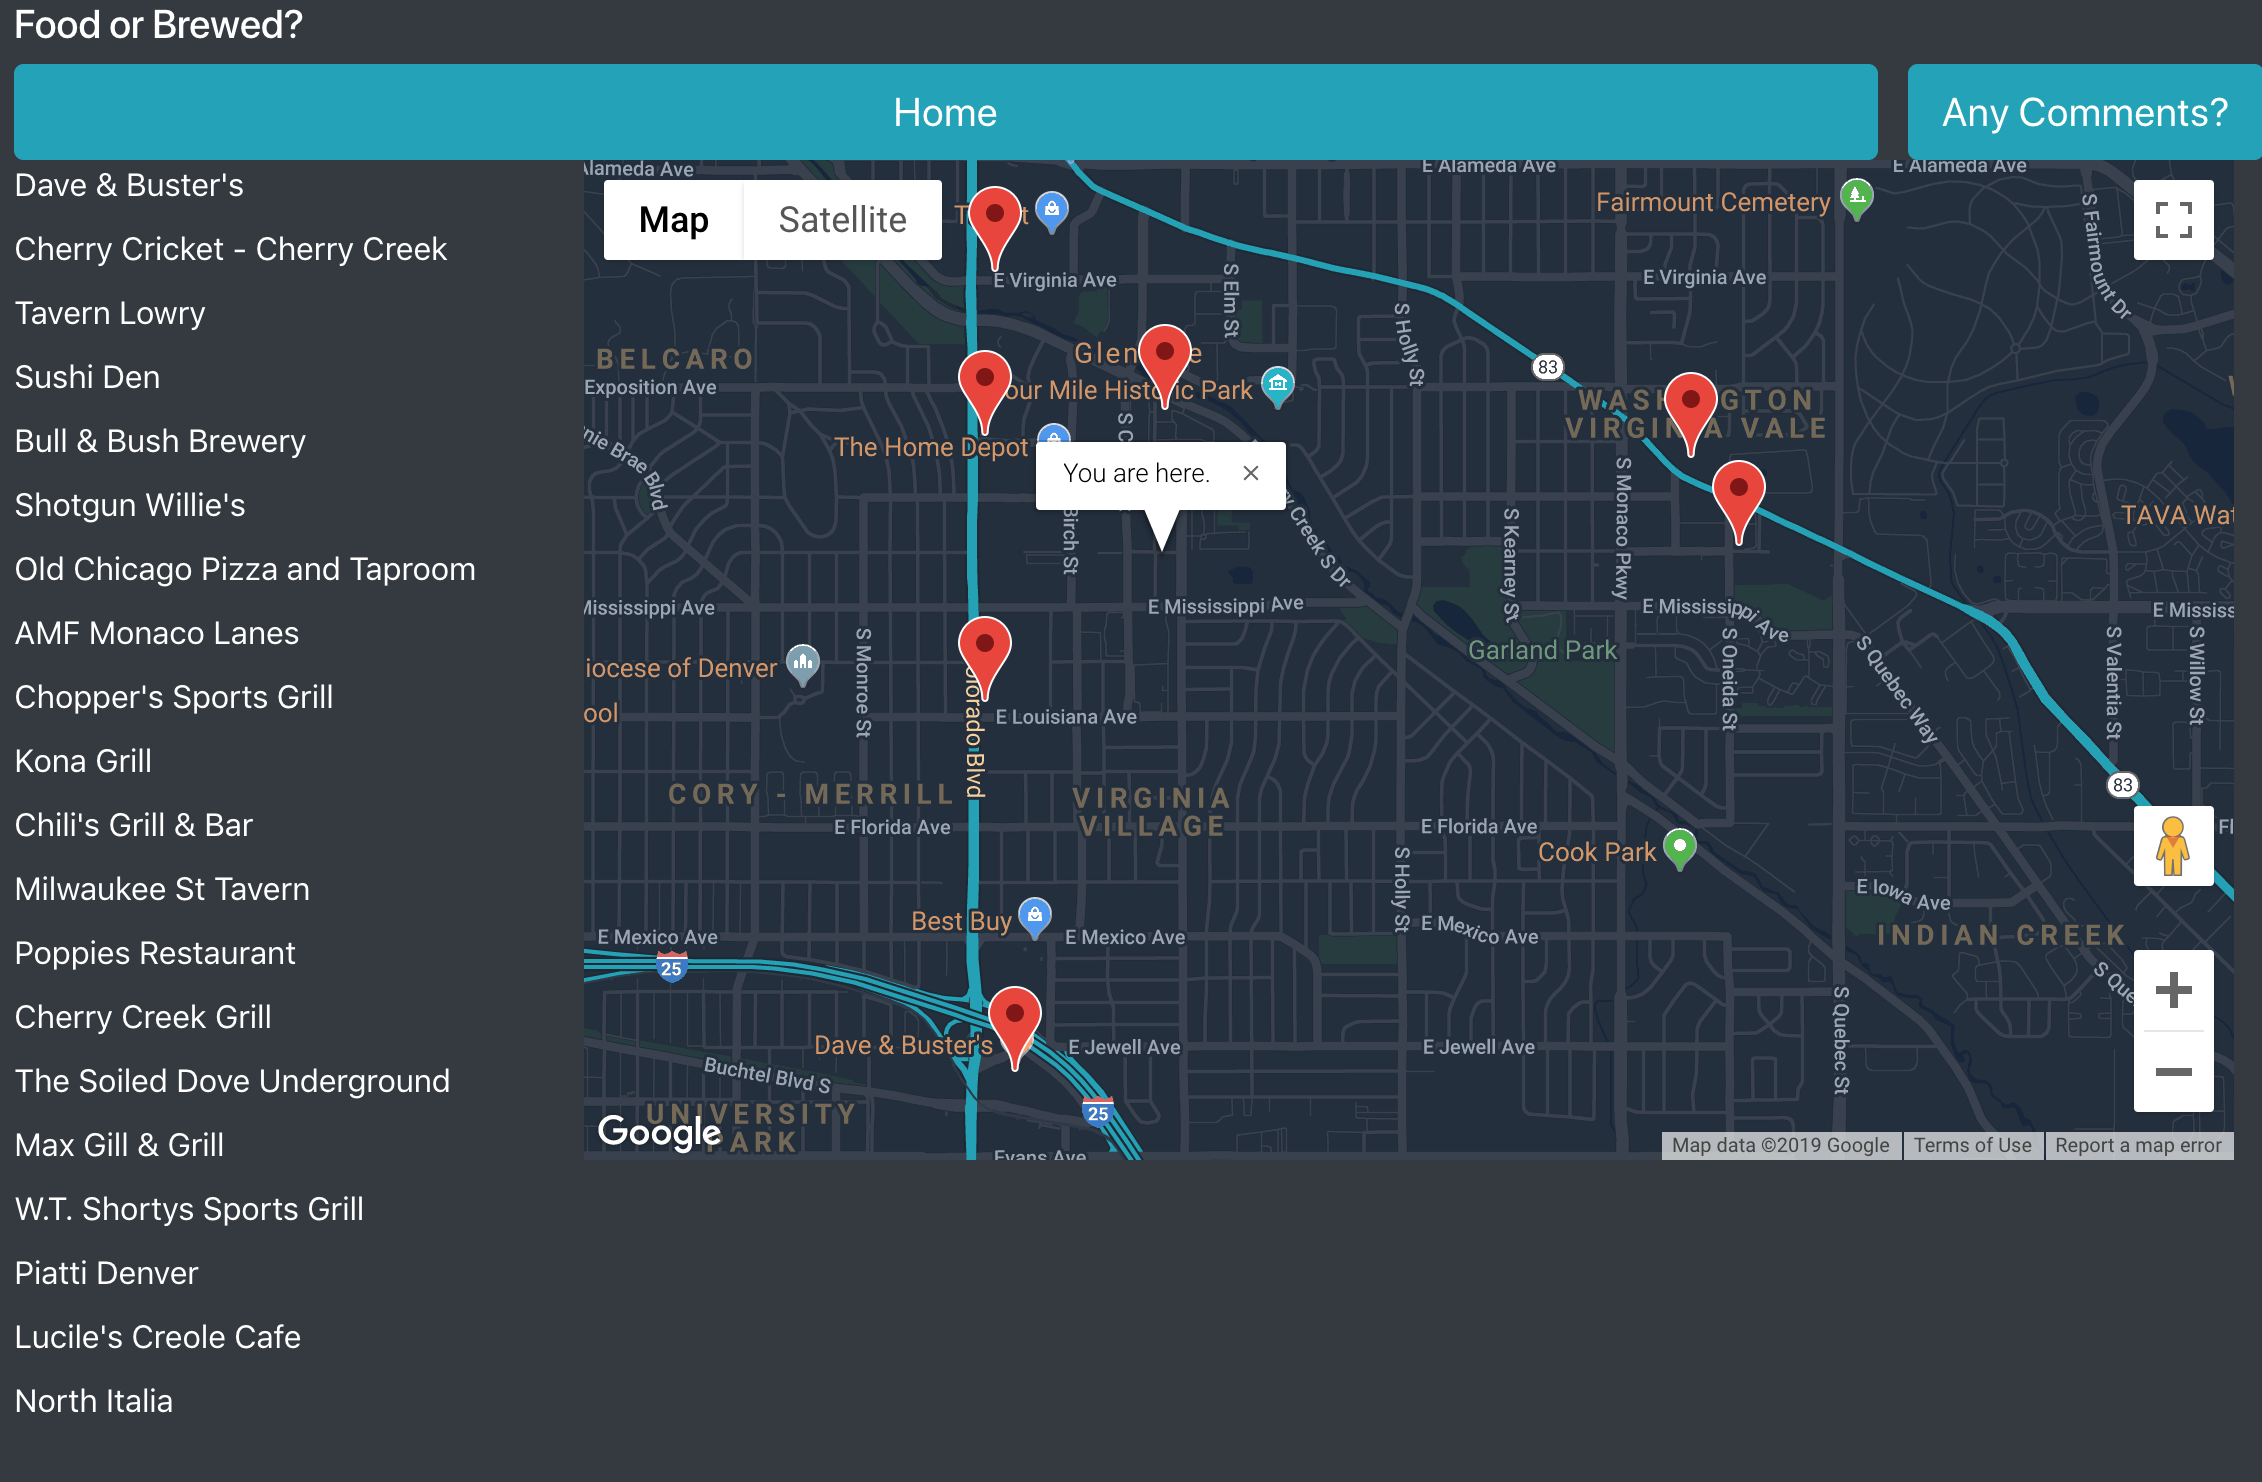 Food or Brewed?
Home
Any Comments?
Dave & Buster's
Cherry Cricket - Cherry Creek
Tavern Lowry
Sushi Den
Bull & Bush Brewery
Shotgun Willie's
Old Chicago Pizza and Taproom
AMF Monaco Lanes
Chopper's Sports Grill
Kona Grill
Chili's Grill & Bar
Milwaukee St Tavern
Poppies Restaurant
Cherry Creek Grill
The Soiled Dove Underground
Max Gill & Grill
W.T. Shortys Sports Grill
Piatti Denver
Lucile's Creole Cafe
North Italia
Alameda Ave
E Alameda Ave
E Alameda Ave
Map
Satellite
Fairmount Cemetery
S Fairmount Dr
E Virginia Ave
E Virginia Ave
S Elm St
S Holly St
BELCARO
Exposition Ave
our Mile Historic Park
83
WASHINGTON
VIRGINIA VALE
The Home Depot
You are here.
Birch St
y Creek S Dr
S Kearney St
S Monaco Pkwy
TAVA Wat
nie Brae Blvd
Mississippi Ave
E Mississippi Ave
E Mississippi Ave
E Mississ
iocese of Denver
ool
S Monroe St
lorado Blvd
E Louisiana Ave
Garland Park
S Oneida St
S Quebec Way
S Valentia St
S Willow St
CORY - MERRILL
VIRGINIA
VILLAGE
83
E Florida Ave
E Florida Ave
Fl
Cook Park
S Holly St
E Iowa Ave
Best Buy
E Mexico Ave
E Mexico Ave
E Mexico Ave
INDIAN CREEK
25
S Que
S Quebec St
Dave & Buster's
E Jewell Ave
E Jewell Ave
Buchtel Blvd S
25
UNIVERSITY
PARK
Google
Evans Ave
Map data ©2019 Google
Terms of Use
Report a map error